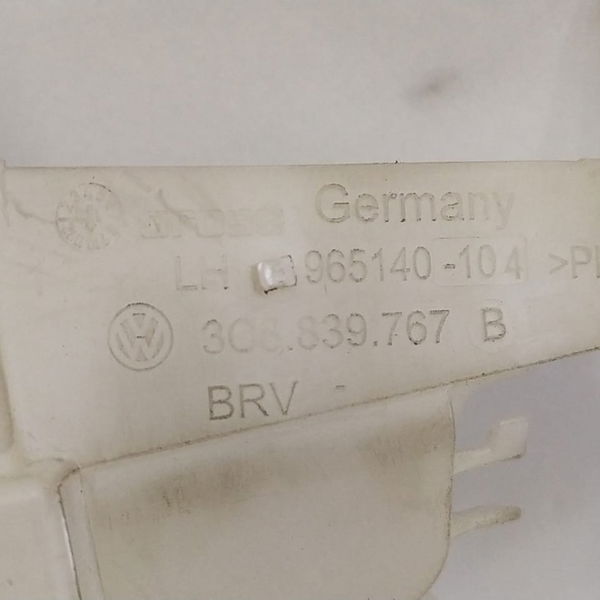 Germany
LH 965140-104 >P
3C8.839.767 B
BRV -